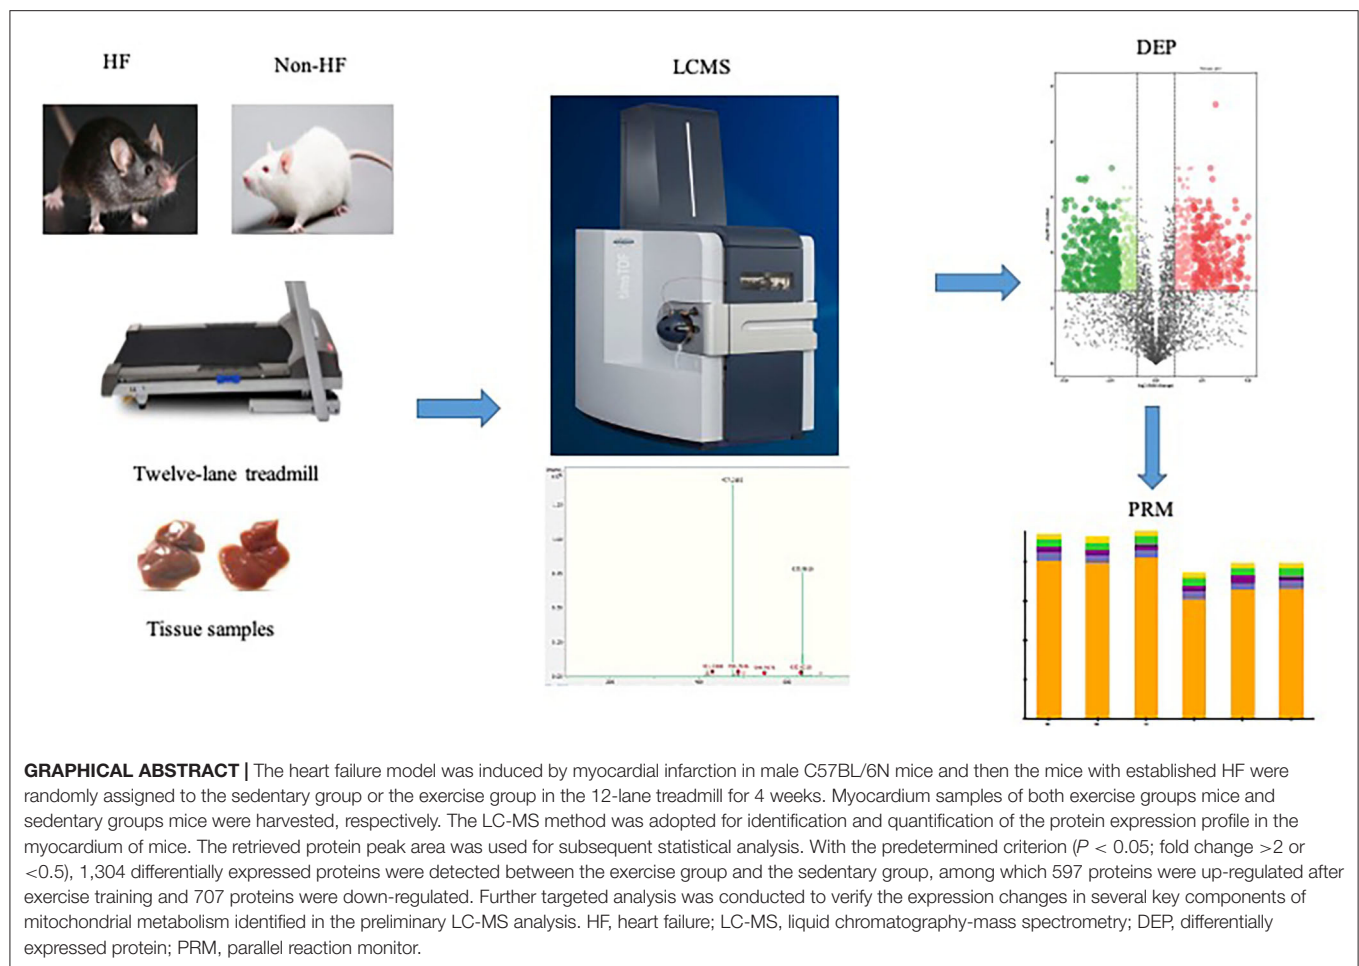 HF
Non-HF
LCMS
DEP
timsTOF
Twelve-lane treadmill
Tissue samples
PRM
GRAPHICAL ABSTRACT | The heart failure model was induced by myocardial infarction in male C57BL/6N mice and then the mice with established HF were
randomly assigned to the sedentary group or the exercise group in the 12-lane treadmill for 4 weeks. Myocardium samples of both exercise groups mice and
sedentary groups mice were harvested, respectively. The LC-MS method was adopted for identification and quantification of the protein expression profile in the
myocardium of mice. The retrieved protein peak area was used for subsequent statistical analysis. With the predetermined criterion (P < 0.05; fold change >2 or
<0.5), 1,304 differentially expressed proteins were detected between the exercise group and the sedentary group, among which 597 proteins were up-regulated after
exercise training and 707 proteins were down-regulated. Further targeted analysis was conducted to verify the expression changes in several key components of
mitochondrial metabolism identified in the preliminary LC-MS analysis. HF, heart failure; LC-MS, liquid chromatography-mass spectrometry; DEP, differentially
expressed protein; PRM, parallel reaction monitor.